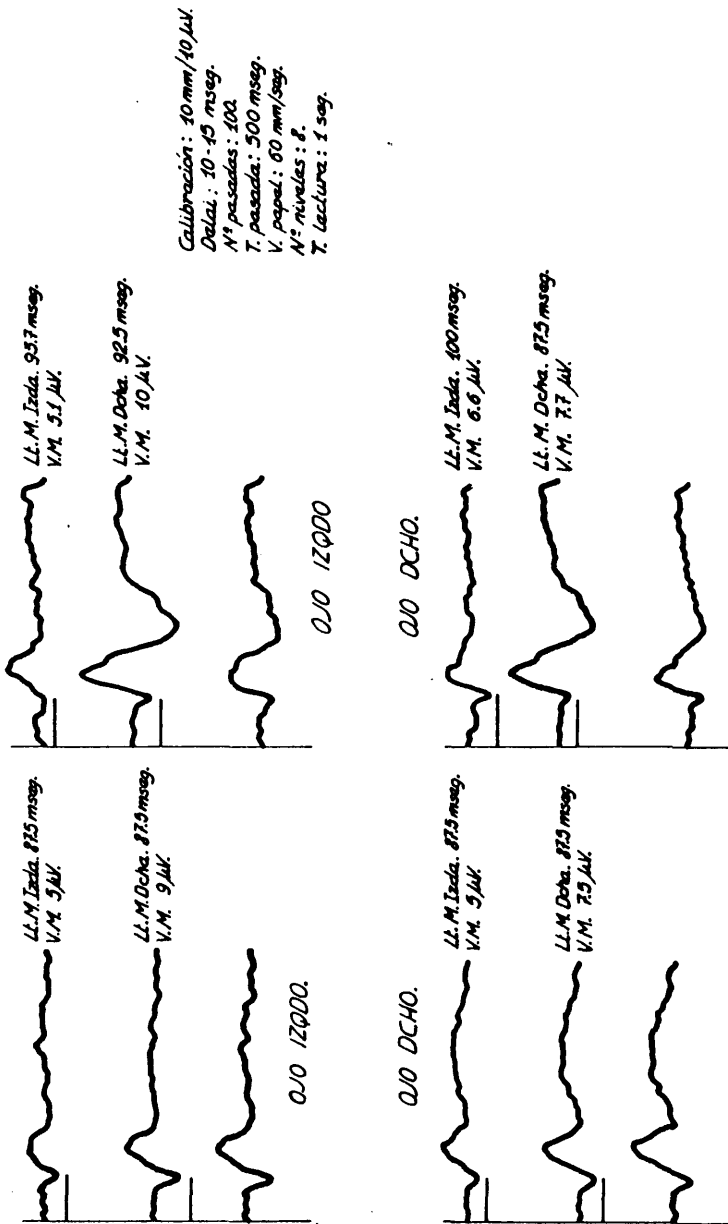 Lt.M.Izda. 87.5 mseg.
V.M. 5 µV.
Lt.M.Dcha. 87.5 mseg.
V.M. 9 µV.
OJO IZQDO.
Lt.M. Izda. 93.7 mseg.
V.M. 5.1 µV.
Lt.M.Dcha. 92.5 mseg.
V.M. 10 µV.
OJO IZQDO
Calibración: 10 mm/10 µV.
Delai: 10-15 mseg.
Nº pasadas: 100.
T. pasada: 500 mseg.
V. papel: 60 mm/seg.
Nº niveles: 8.
T. lectura: 1 seg.
OJO DCHO.
Lt.M.Izda. 87.5 mseg.
V.M. 5 µV.
Lt.M.Dcha. 87.5 mseg.
V.M. 7.5 µV.
OJO DCHO.
Lt.M. Izda. 100 mseg.
V.M. 6.6 µV.
Lt.M. Dcha. 87.5 mseg.
V.M. 7.7 µV.